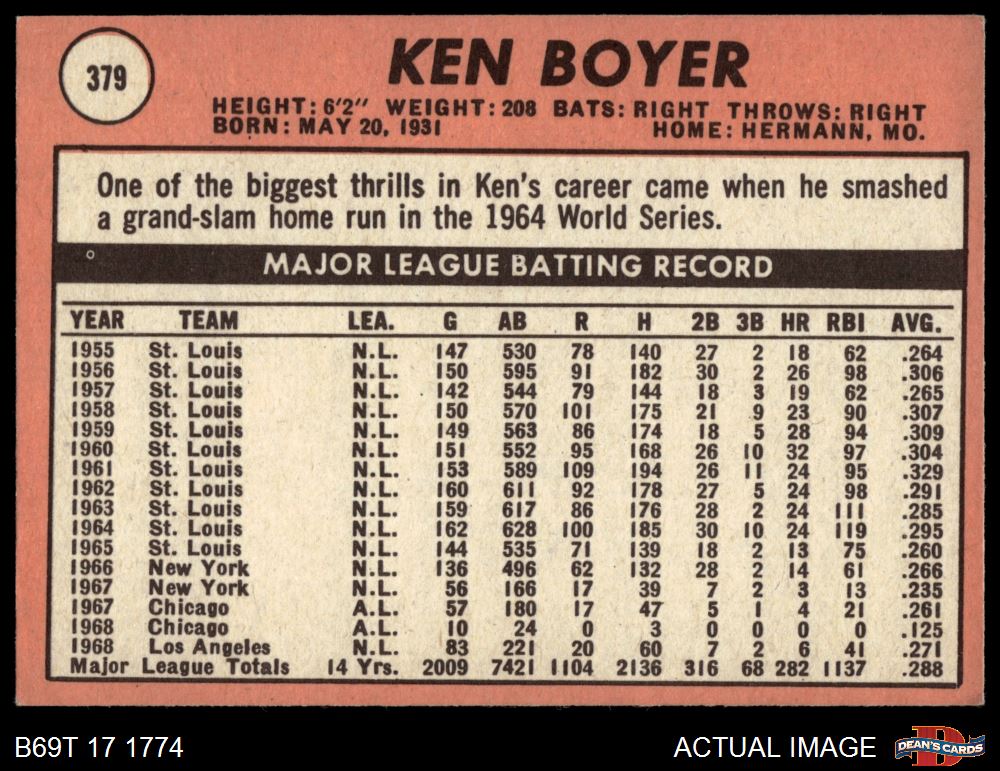 379
KEN BOYER
HEIGHT: 6'2" WEIGHT: 208 BATS: RIGHT THROWS: RIGHT
BORN: MAY 20, 1931 HOME: HERMANN, MO.
One of the biggest thrills in Ken's career came when he smashed
a grand-slam home run in the 1964 World Series.
MAJOR LEAGUE BATTING RECORD
YEAR TEAM LEA. G AB R H 2B 3B HR RBI AVG.
1955 St. Louis N.L. 147 530 78 140 27 2 18 62 .264
1956 St. Louis N.L. 150 595 91 182 30 2 26 98 .306
1957 St. Louis N.L. 142 544 79 144 18 3 19 62 .265
1958 St. Louis N.L. 150 570 101 175 21 9 23 90 .307
1959 St. Louis N.L. 149 563 86 174 18 5 28 94 .309
1960 St. Louis N.L. 151 552 95 168 26 10 32 97 .304
1961 St. Louis N.L. 153 589 109 194 26 11 24 95 .329
1962 St. Louis N.L. 160 611 92 178 27 5 24 98 .291
1963 St. Louis N.L. 159 617 86 176 28 2 24 111 .285
1964 St. Louis N.L. 162 628 100 185 30 10 24 119 .295
1965 St. Louis N.L. 144 535 71 139 18 2 13 75 .260
1966 New York N.L. 136 496 62 132 28 2 14 61 .266
1967 New York N.L. 56 166 17 39 7 2 3 13 .235
1967 Chicago A.L. 57 180 17 47 5 1 4 21 .261
1968 Chicago A.L. 10 24 0 3 0 0 0 0 .125
1968 Los Angeles N.L. 83 221 20 60 7 2 6 41 .271
Major League Totals 14 Yrs. 2009 7421 1104 2136 316 68 282 1137 .288
B69T 17 1774
ACTUAL IMAGE
D
DEAN'S CARDS